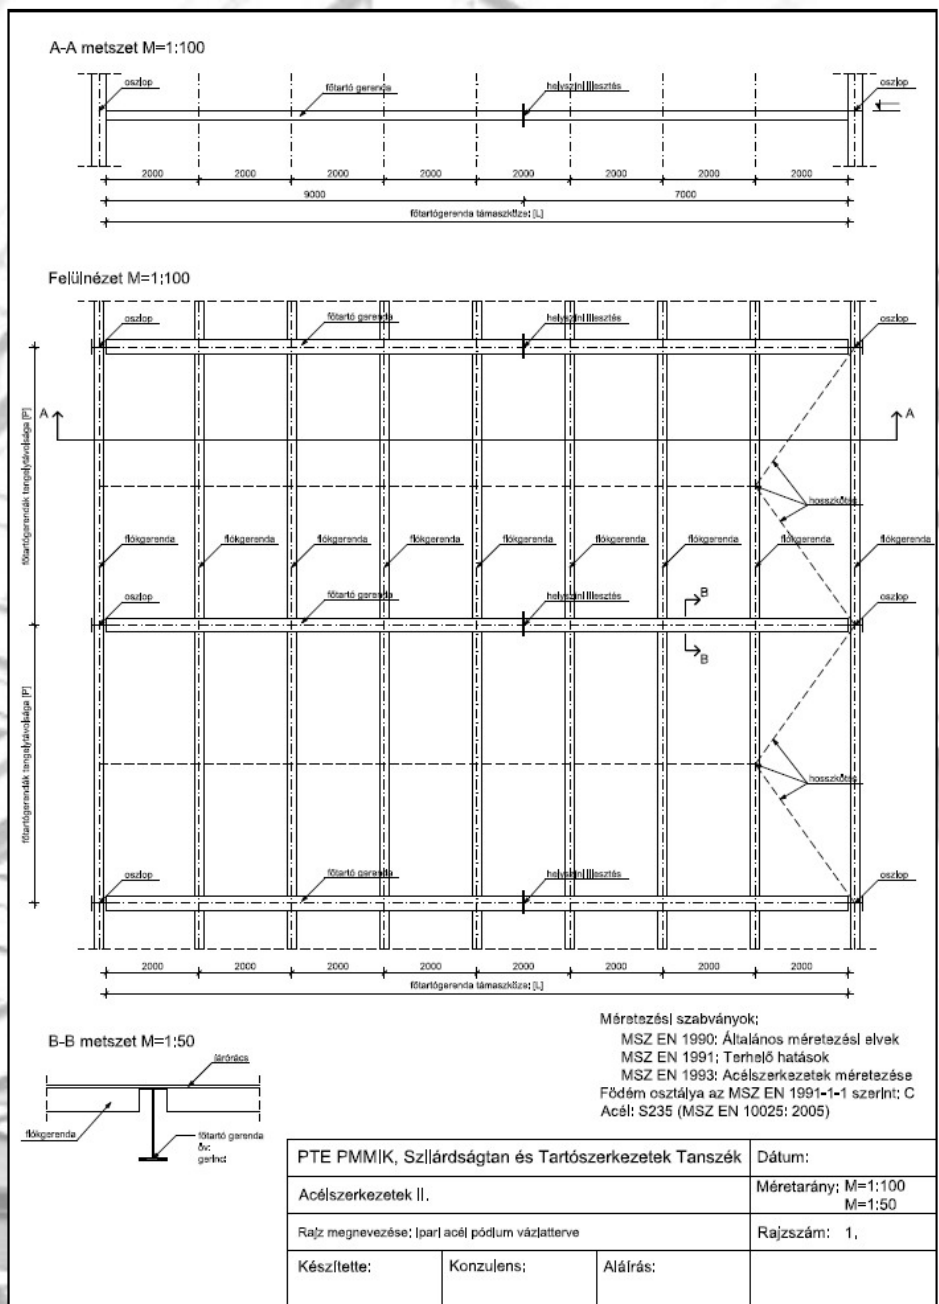 A-A metszet M=1:100
oszlop
főtartó gerenda
helyszíni illesztés
oszlop
2000 2000 2000 2000 2000 2000 2000 2000
9000 7000
főtartógerenda támaszköze: [L]
Felülnézet M=1:100
oszlop
főtartó gerenda
helyszíni illesztés
oszlop
főtartógerendák tengelytávolsága [P]
A
A
hosszkötés
fiókgerenda fiókgerenda fiókgerenda fiókgerenda fiókgerenda fiókgerenda fiókgerenda fiókgerenda fiókgerenda
oszlop
főtartó gerenda
helyszíni illesztés
B
oszlop
B
főtartógerendák tengelytávolsága [P]
hosszkötés
oszlop
főtartó gerenda
helyszíni illesztés
oszlop
2000 2000 2000 2000 2000 2000 2000 2000
főtartógerenda támaszköze: [L]
B-B metszet M=1:50
járórács
fiókgerenda
főtartó gerenda
öv:
gerinc:
Méretezési szabványok:
MSZ EN 1990: Általános méretezési elvek
MSZ EN 1991: Terhelő hatások
MSZ EN 1993: Acélszerkezetek méretezése
Födém osztálya az MSZ EN 1991-1-1 szerint: C
Acél: S235 (MSZ EN 10025: 2005)
PTE PMMIK, Szilárdságtan és Tartószerkezetek Tanszék
Dátum:
Acélszerkezetek II.
Méretarány: M=1:100
M=1:50
Rajz megnevezése: Ipari acél pódium vázlatterve
Rajzszám: 1.
Készítette:
Konzulens:
Aláírás: